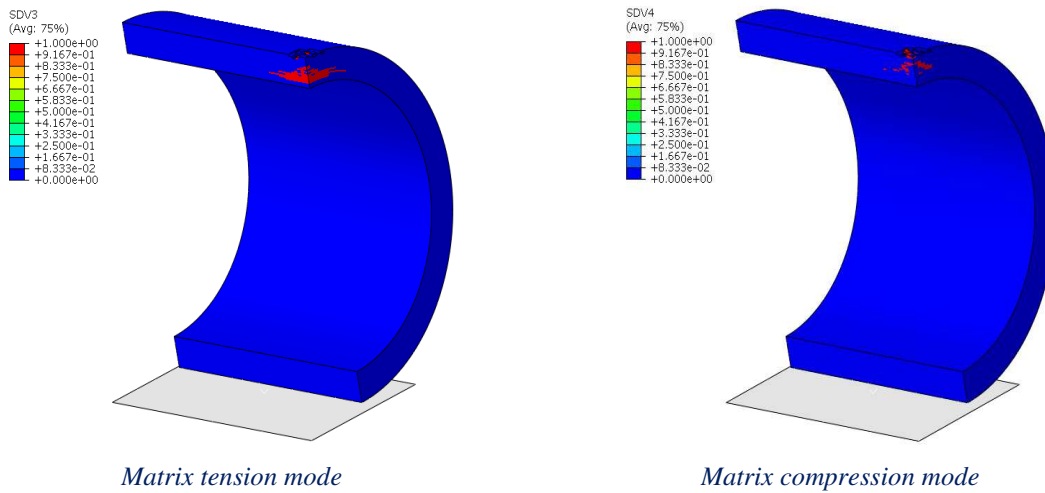 SDV3
(Avg: 75%)
+1.000e+00
+9.167e-01
+8.333e-01
+7.500e-01
+6.667e-01
+5.833e-01
+5.000e-01
+4.167e-01
+3.333e-01
+2.500e-01
+1.667e-01
+8.333e-02
+0.000e+00
Matrix tension mode
SDV4
(Avg: 75%)
+1.000e+00
+9.167e-01
+8.333e-01
+7.500e-01
+6.667e-01
+5.833e-01
+5.000e-01
+4.167e-01
+3.333e-01
+2.500e-01
+1.667e-01
+8.333e-02
+0.000e+00
Matrix compression mode